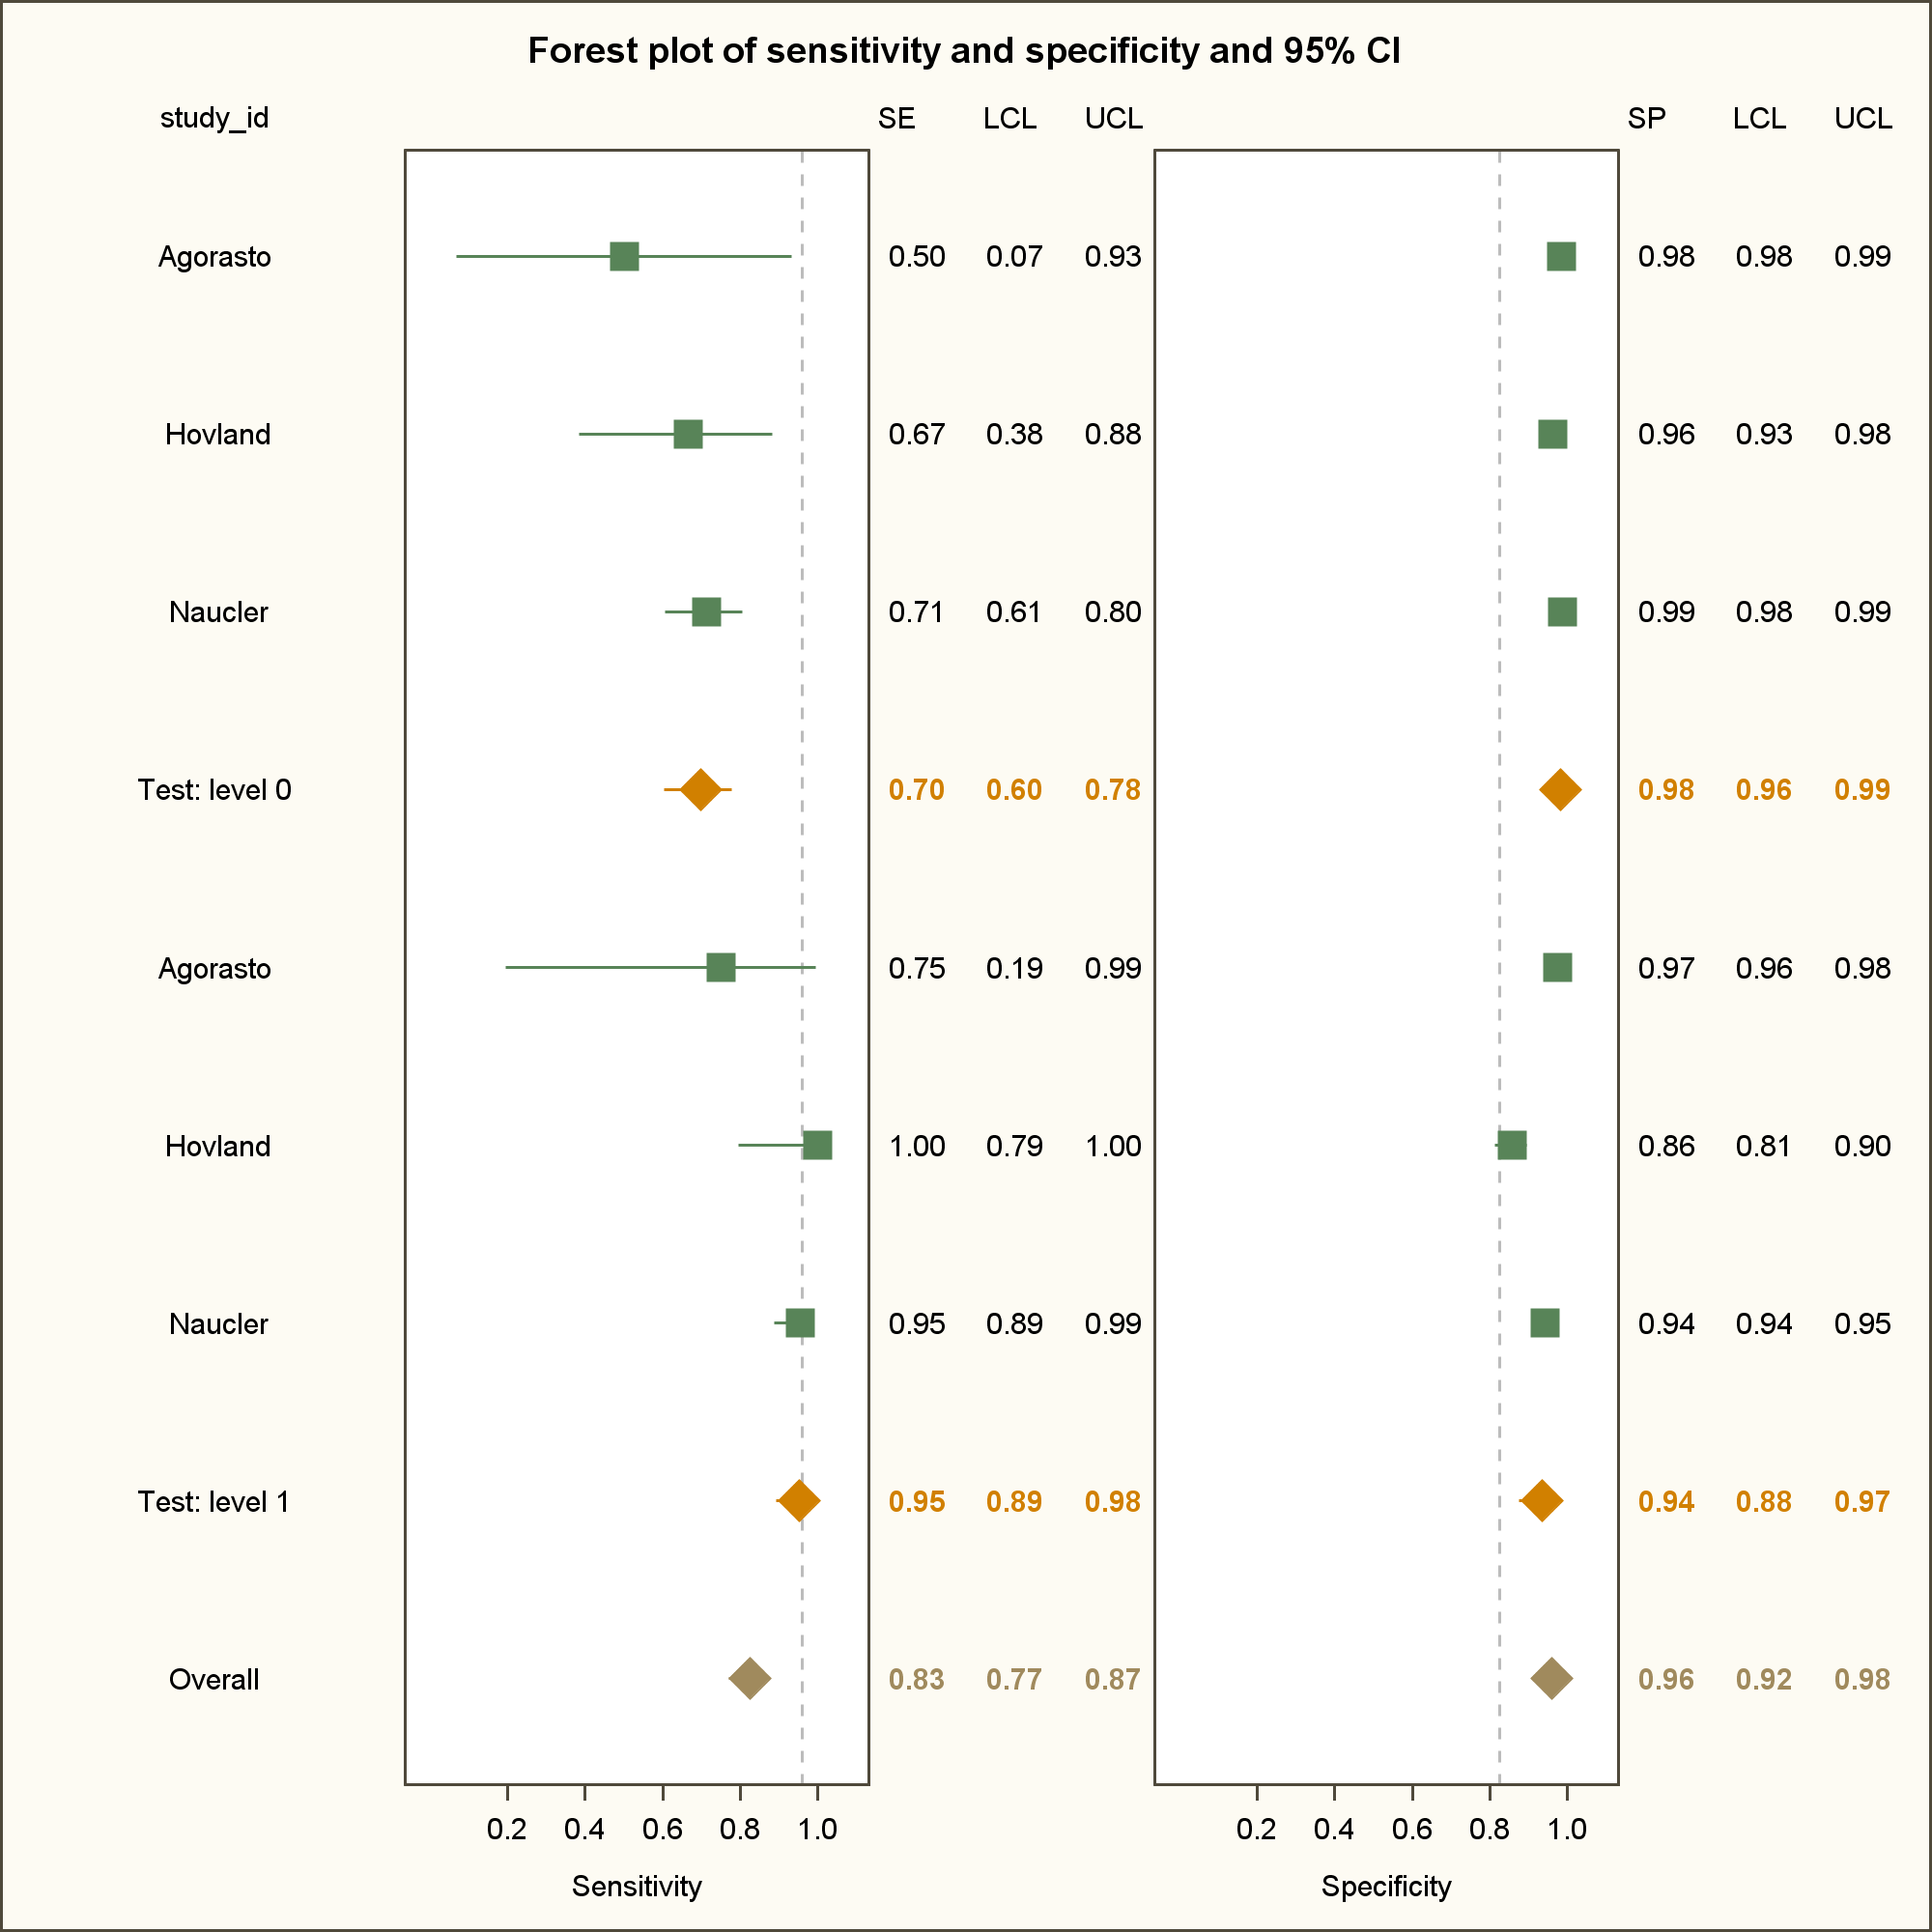 Forest plot of sensitivity and specificity and 95% CI
study_id SE LCL UCL SP LCL UCL
Agorasto 0.50 0.07 0.93 0.98 0.98 0.99
Hovland 0.67 0.38 0.88 0.96 0.93 0.98
Naucler 0.71 0.61 0.80 0.99 0.98 0.99
Test: level 0 0.70 0.60 0.78 0.98 0.96 0.99
Agorasto 0.75 0.19 0.99 0.97 0.96 0.98
Hovland 1.00 0.79 1.00 0.86 0.81 0.90
Naucler 0.95 0.89 0.99 0.94 0.94 0.95
Test: level 1 0.95 0.89 0.98 0.94 0.88 0.97
Overall 0.83 0.77 0.87 0.96 0.92 0.98
0.2 0.4 0.6 0.8 1.0 0.2 0.4 0.6 0.8 1.0
Sensitivity Specificity